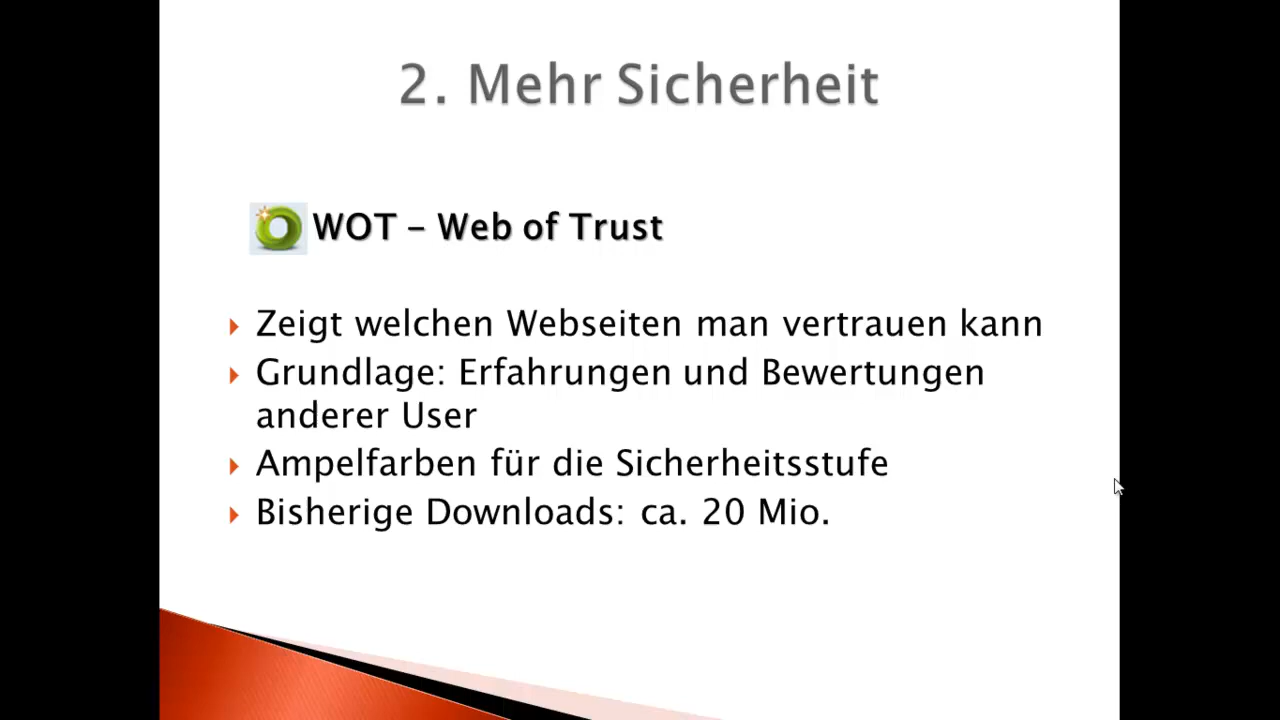 2. Mehr Sicherheit
WOT – Web of Trust
Zeigt welchen Webseiten man vertrauen kann
Grundlage: Erfahrungen und Bewertungen
anderer User
Ampelfarben für die Sicherheitsstufe
Bisherige Downloads: ca. 20 Mio.